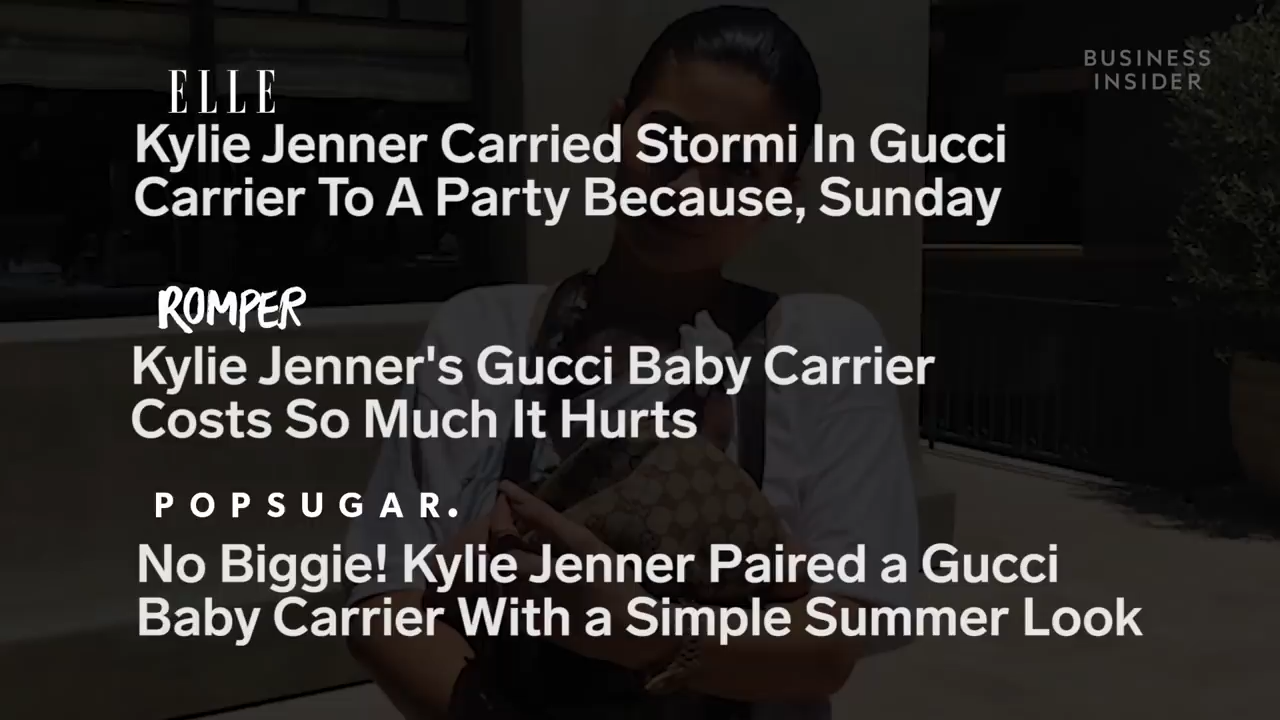 ELLE
BUSINESS
INSIDER
Kylie Jenner Carried Stormi In Gucci
Carrier To A Party Because, Sunday
ROMPER
Kylie Jenner's Gucci Baby Carrier
Costs So Much It Hurts
POPSUGAR.
No Biggie! Kylie Jenner Paired a Gucci
Baby Carrier With a Simple Summer Look